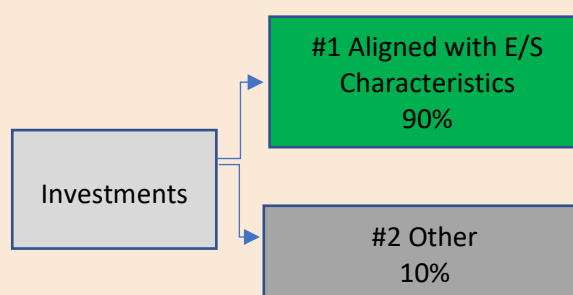 #1 Aligned with E/S
Characteristics
90%
Investments
#2 Other
10%